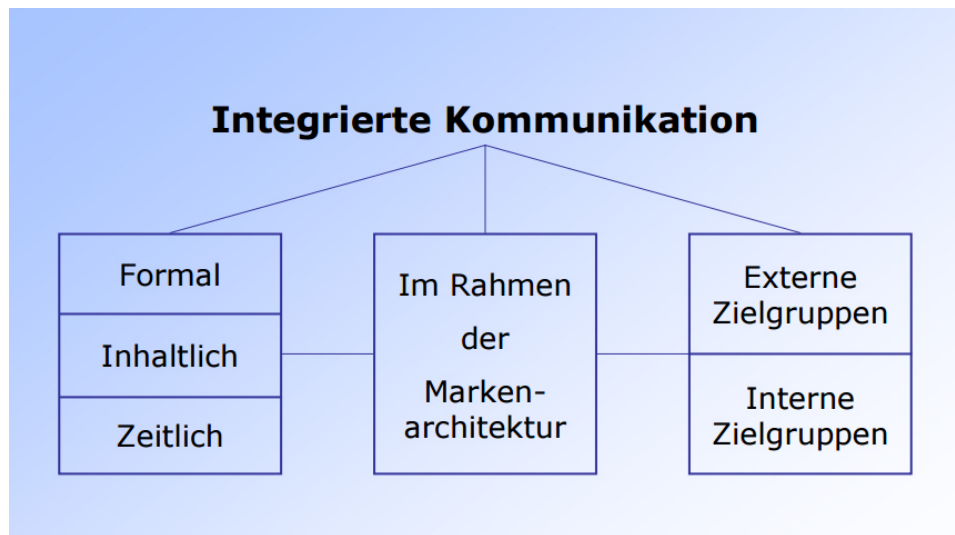 Integrierte Kommunikation
Formal
Inhaltlich
Zeitlich
Im Rahmen
der
Marken-
architektur
Externe
Zielgruppen
Interne
Zielgruppen